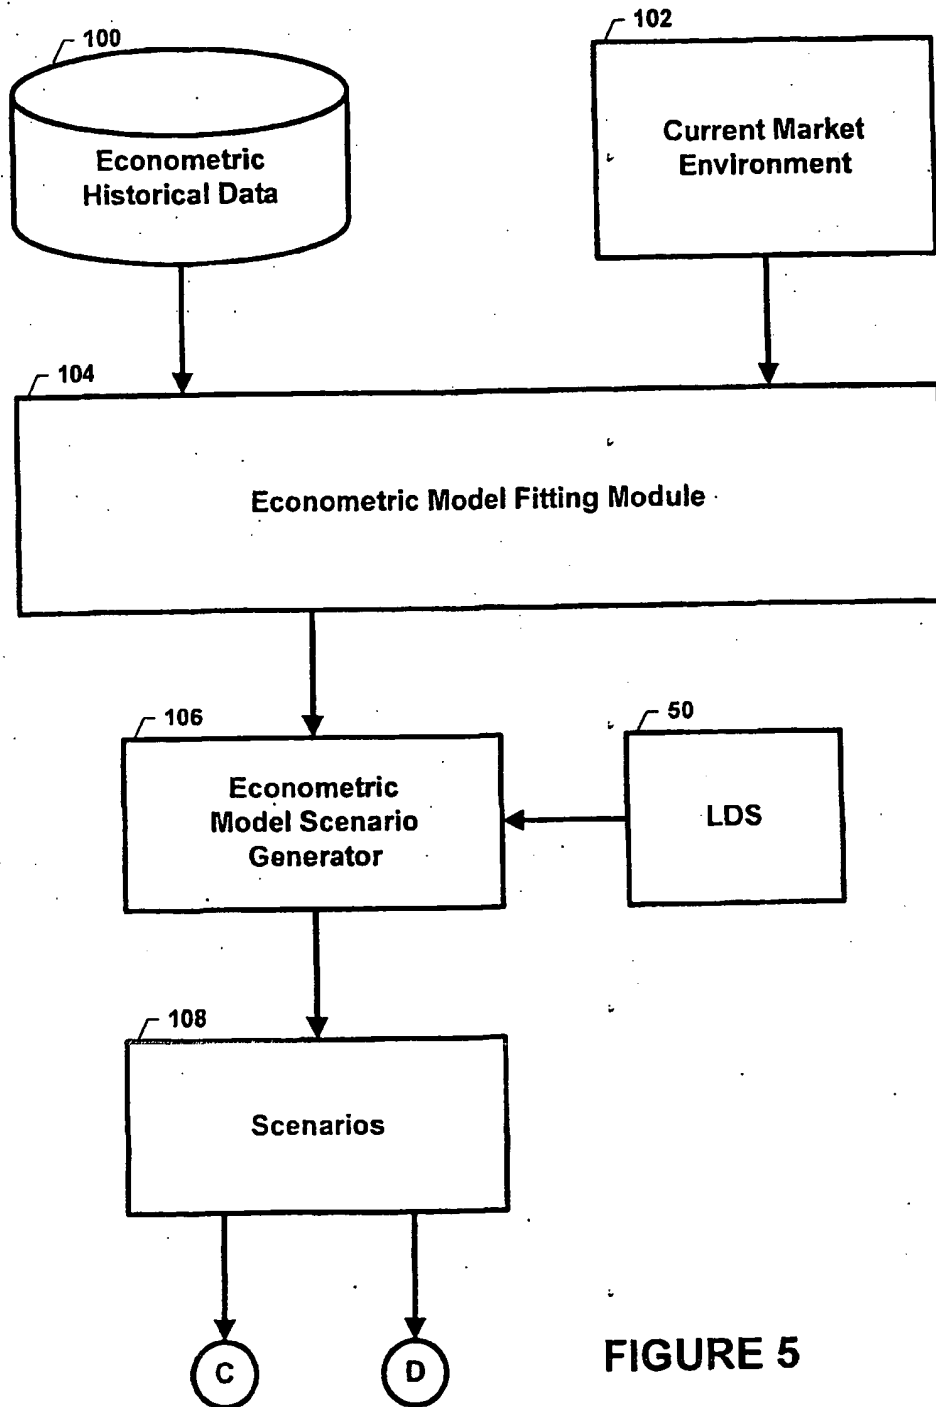 100
102
Econometric
Historical Data
Current Market
Environment
104
Econometric Model Fitting Module
106
50
Econometric
Model Scenario
Generator
LDS
108
Scenarios
C
D
FIGURE 5